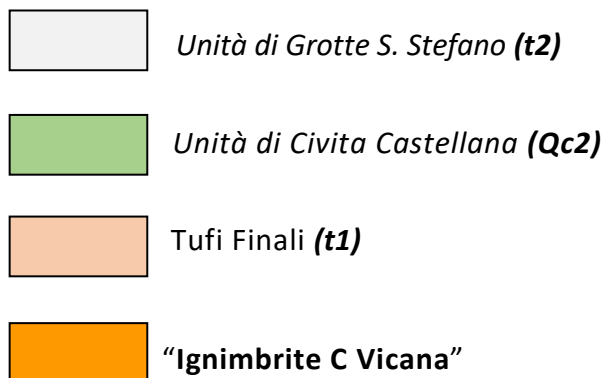 Unità di Grotte S. Stefano (t2)
Unità di Civita Castellana (Qc2)
Tufi Finali (t1)
“Ignimbrite C Vicana”